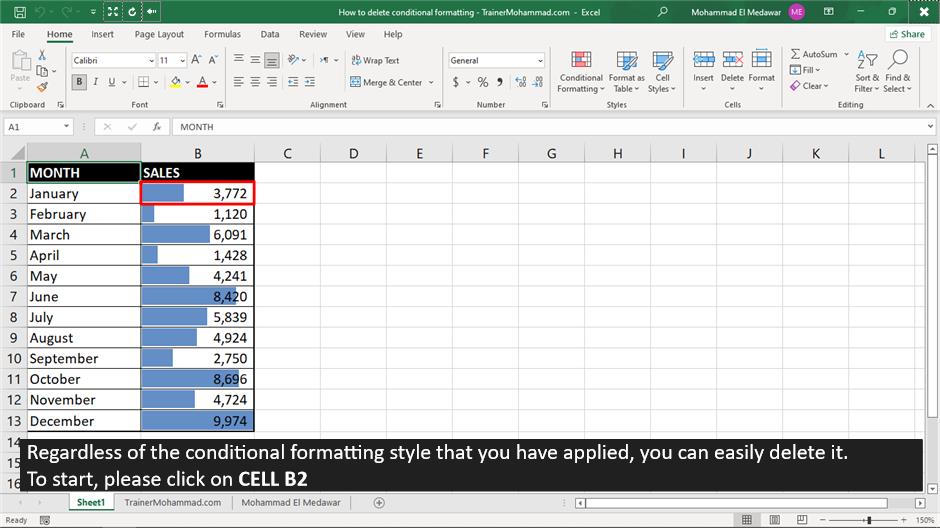 How to delete conditional formatting - TrainerMohammad.com - Excel
Mohammad El Medawar
ME
File Home Insert Page Layout Formulas Data Review View Help
Share
Paste
Clipboard
Calibri 11
B I U
Font
Wrap Text
Merge & Center
Alignment
General
$ % ,
Number
Conditional Formatting
Format as Table
Cell Styles
Styles
Insert Delete Format
Cells
AutoSum
Fill
Clear
Sort & Filter
Find & Select
Editing
A1 fx MONTH
A B C D E F G H I J K L
1 MONTH SALES
2 January 3,772
3 February 1,120
4 March 6,091
5 April 1,428
6 May 4,241
7 June 8,420
8 July 5,839
9 August 4,924
10 September 2,750
11 October 8,696
12 November 4,724
13 December 9,974
14
15
16
Regardless of the conditional formatting style that you have applied, you can easily delete it.
To start, please click on CELL B2
Sheet1 TrainerMohammad.com Mohammad El Medawar
Ready
150%